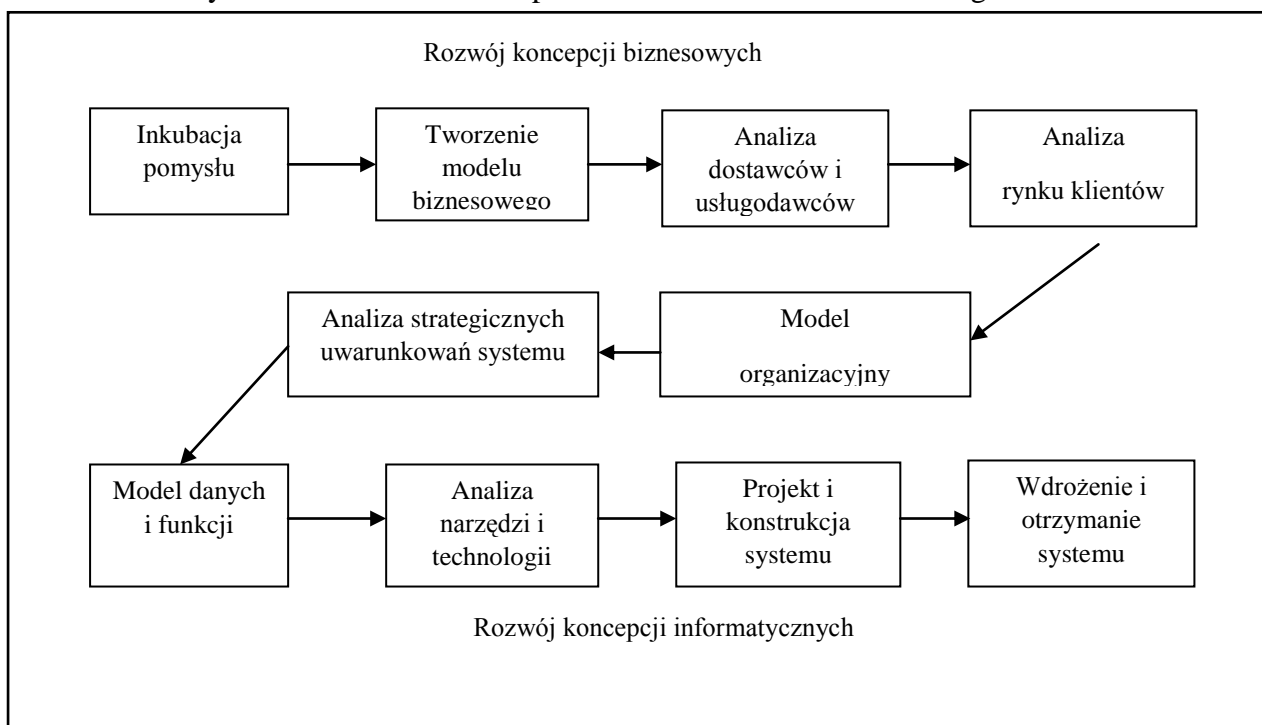 Rozwój koncepcji biznesowych
Inkubacja
pomysłu
Tworzenie
modelu
biznesowego
Analiza
dostawców i
usługodawców
Analiza
rynku klientów
Analiza strategicznych
uwarunkowań systemu
Model
organizacyjny
Model danych
i funkcji
Analiza
narzędzi i
technologii
Projekt i
konstrukcja
systemu
Wdrożenie i
otrzymanie
systemu
Rozwój koncepcji informatycznych